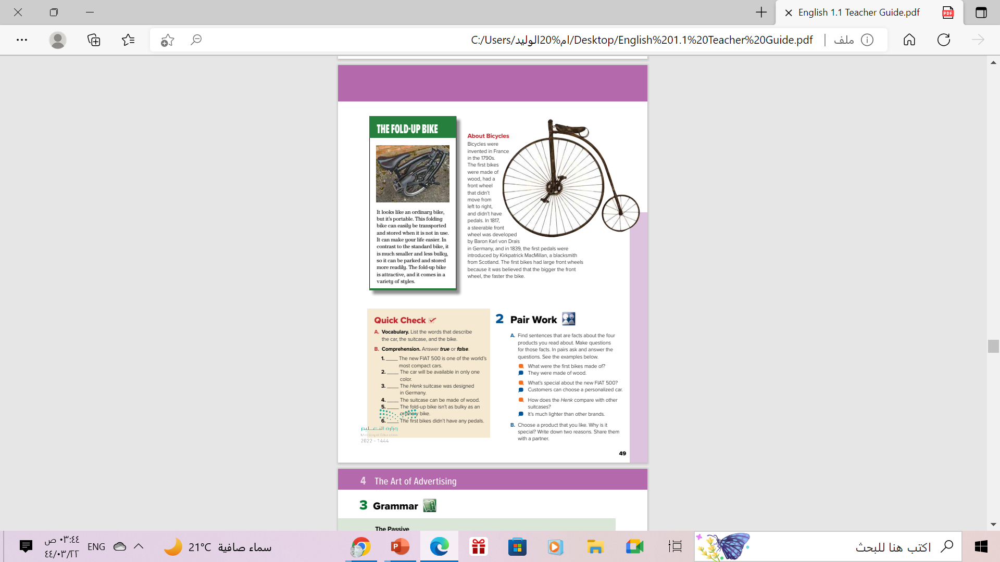 English 1.1 Teacher Guide.pdf
C:/Users/ام%20الوليد/Desktop/English%201.1%20Teacher%20Guide.pdf
ملف
THE FOLD-UP BIKE
It looks like an ordinary bike,
but it's portable. This folding
bike can easily be transported
and stored when it is not in use.
It can make your life easier. In
contrast to the standard bike, it
is much smaller and less bulky,
so it can be parked and stored
more readily. The fold-up bike
is attractive, and it comes in a
variety of styles.
About Bicycles
Bicycles were
invented in France
in the 1790s.
The first bikes
were made of
wood, had a
front wheel
that didn't
move from
left to right,
and didn't have
pedals. In 1817,
a steerable front
wheel was developed
by Baron Karl von Drais
in Germany, and in 1839, the first pedals were
introduced by Kirkpatrick MacMillan, a blacksmith
from Scotland. The first bikes had large front wheels
because it was believed that the bigger the front
wheel, the faster the bike.
Quick Check
A. Vocabulary. List the words that describe
the car, the suitcase, and the bike.
B. Comprehension. Answer true or false.
1. ____ The new FIAT 500 is one of the world's
most compact cars.
2. ____ The car will be available in only one
color.
3. ____ The Henk suitcase was designed
in Germany.
4. ____ The suitcase can be made of wood.
5. ____ The fold-up bike isn't as bulky as an
ordinary bike.
6. ____ The first bikes didn't have any pedals.
وزارة التعليم
Ministry of Education
2022 - 1444
2 Pair Work
A. Find sentences that are facts about the four
products you read about. Make questions
for those facts. In pairs ask and answer the
questions. See the examples below.
What were the first bikes made of?
They were made of wood.
What's special about the new FIAT 500?
Customers can choose a personalized car.
How does the Henk compare with other
suitcases?
It's much lighter than other brands.
B. Choose a product that you like. Why is it
special? Write down two reasons. Share them
with a partner.
49
4 The Art of Advertising
3 Grammar
The Passive
٠٣:٤٤ ص
٤٤/٠٣/٢٢
ENG
21°C سماء صافية
اكتب هنا للبحث